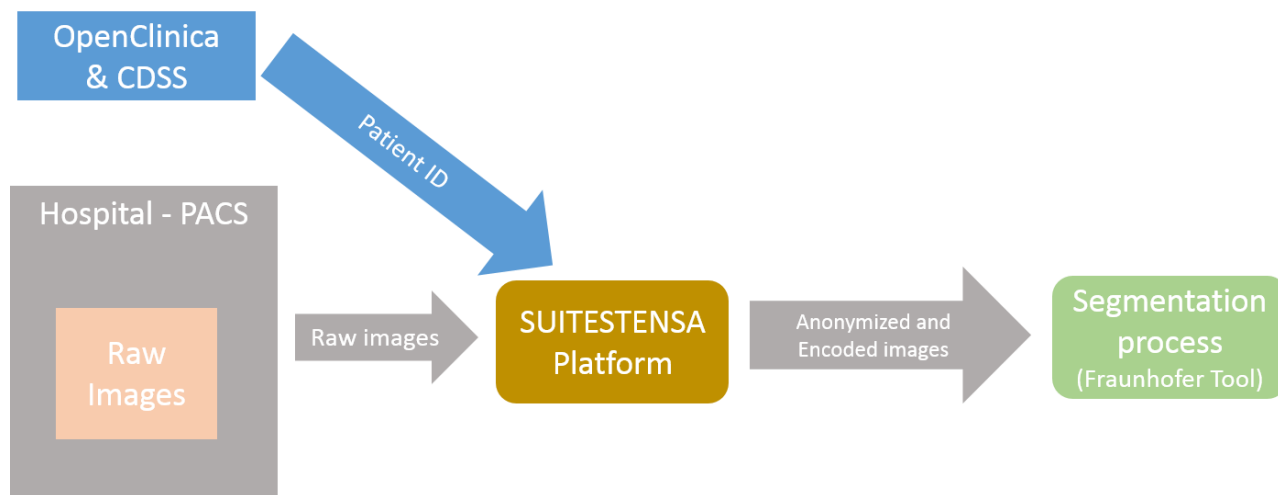 OpenClinica
& CDSS
Patient ID
Hospital - PACS
Raw
Images
Raw images
SUITESTENSA
Platform
Anonymized and
Encoded images
Segmentation
process
(Fraunhofer Tool)